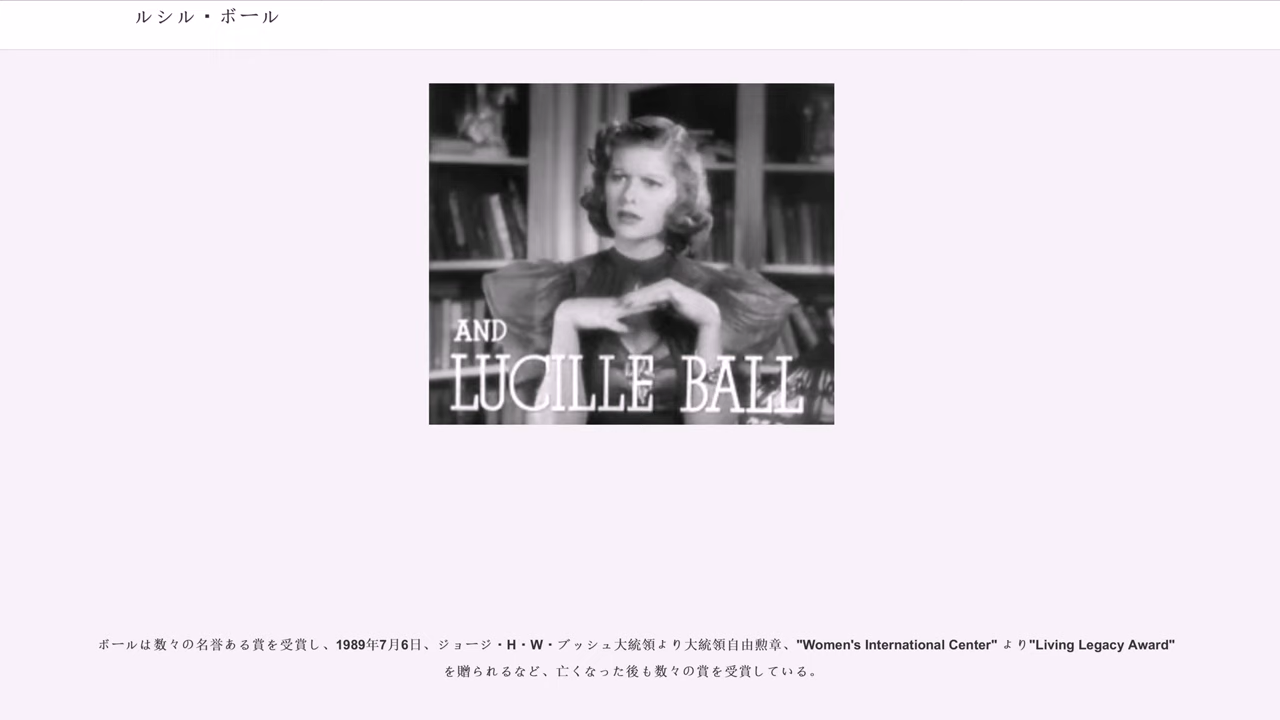 ルシル・ボール
AND
LUCILLE BALL
ボールは数々の名誉ある賞を受賞し、1989年7月6日、ジョージ・H・W・ブッシュ大統領より大統領自由勲章、"Women's International Center" より"Living Legacy Award"
を贈られるなど、亡くなった後も数々の賞を受賞している。